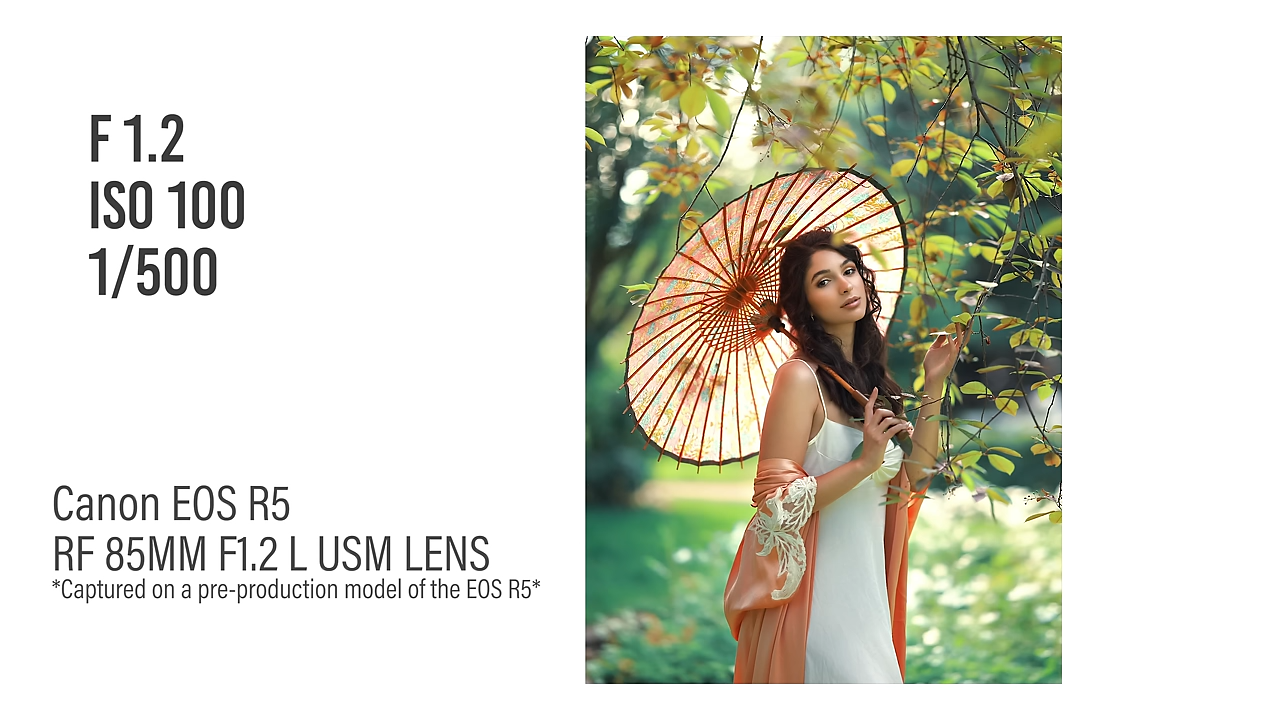 F 1.2
ISO 100
1/500
Canon EOS R5
RF 85MM F1.2 L USM LENS
*Captured on a pre-production model of the EOS R5*